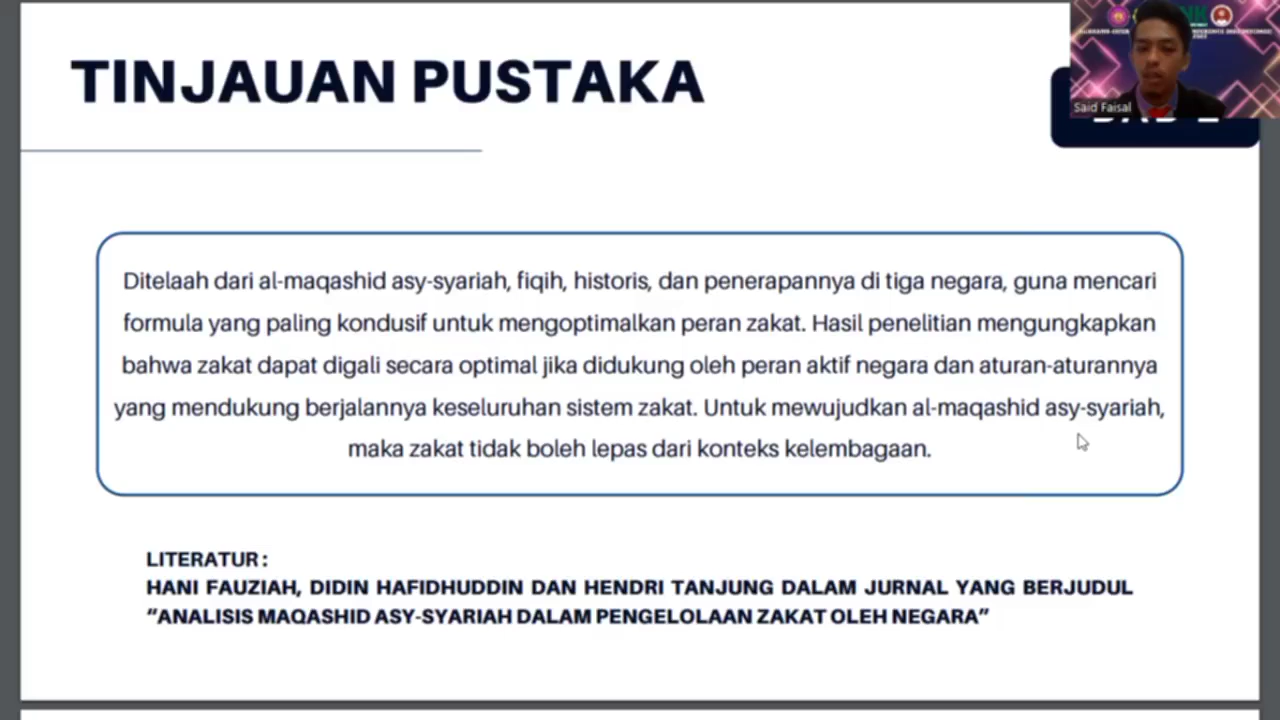 TINJAUAN PUSTAKA
Said Faisal
Ditelaah dari al-maqashid asy-syariah, fiqih, historis, dan penerapannya di tiga negara, guna mencari
formula yang paling kondusif untuk mengoptimalkan peran zakat. Hasil penelitian mengungkapkan
bahwa zakat dapat digali secara optimal jika didukung oleh peran aktif negara dan aturan-aturannya
yang mendukung berjalannya keseluruhan sistem zakat. Untuk mewujudkan al-maqashid asy-syariah,
maka zakat tidak boleh lepas dari konteks kelembagaan.
LITERATUR :
HANI FAUZIAH, DIDIN HAFIDHUDDIN DAN HENDRI TANJUNG DALAM JURNAL YANG BERJUDUL
“ANALISIS MAQASHID ASY-SYARIAH DALAM PENGELOLAAN ZAKAT OLEH NEGARA”